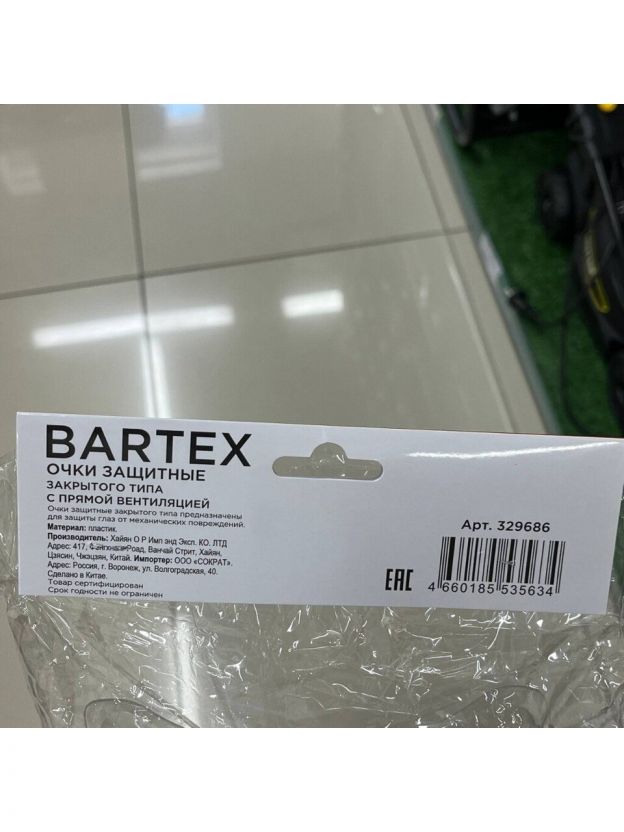 BARTEX
ОЧКИ ЗАЩИТНЫЕ
ЗАКРЫТОГО ТИПА
С ПРЯМОЙ ВЕНТИЛЯЦИЕЙ
Очки защитные закрытого типа предназначены
для защиты глаз от механических повреждений.
Материал: пластик.
Производитель: Хайян О Р Имп энд Эксп. КО. ЛТД
Адрес: 417, Роад, Ванчай Стрит, Хайян,
Цзясин, Чжэцзян, Китай. Импортер: ООО «СОКРАТ».
Адрес: Россия, г. Воронеж, ул. Волгоградская, 40.
Сделано в Китае.
Товар сертифицирован
Срок годности не ограничен
EAC
Арт. 329686
4 660185 535634